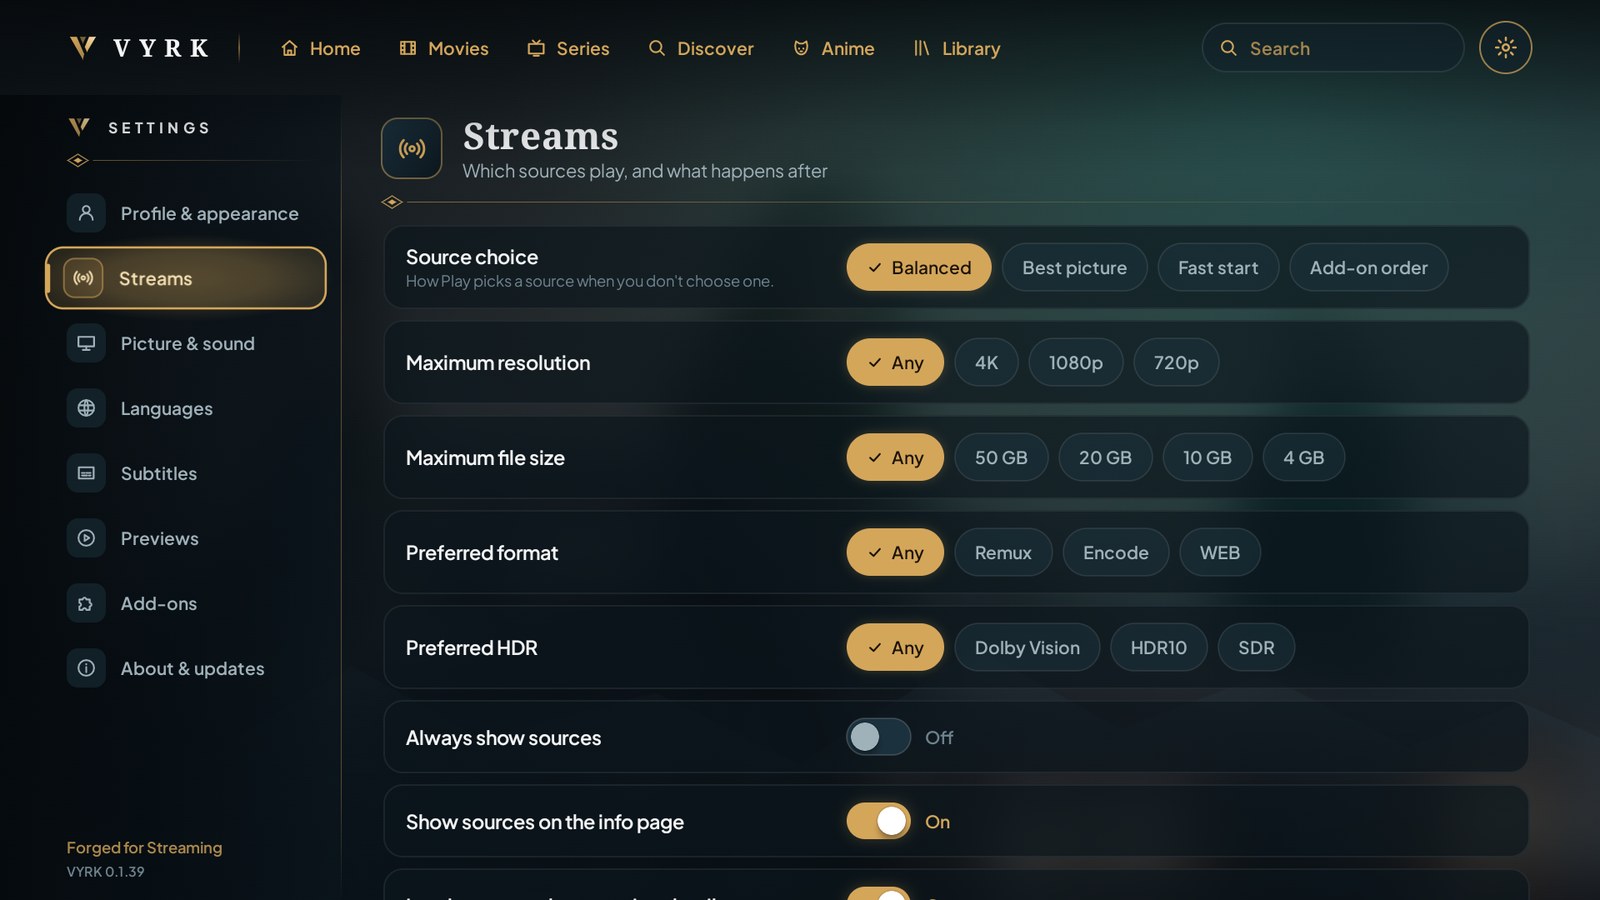 VYRK
Home
Movies
Series
Discover
Anime
Library
Search
SETTINGS
Profile & appearance
Streams
Picture & sound
Languages
Subtitles
Previews
Add-ons
About & updates
Forged for Streaming
VYRK 0.1.39
Streams
Which sources play, and what happens after
Source choice
How Play picks a source when you don't choose one.
Balanced
Best picture
Fast start
Add-on order
Maximum resolution
Any
4K
1080p
720p
Maximum file size
Any
50 GB
20 GB
10 GB
4 GB
Preferred format
Any
Remux
Encode
WEB
Preferred HDR
Any
Dolby Vision
HDR10
SDR
Always show sources
Off
Show sources on the info page
On